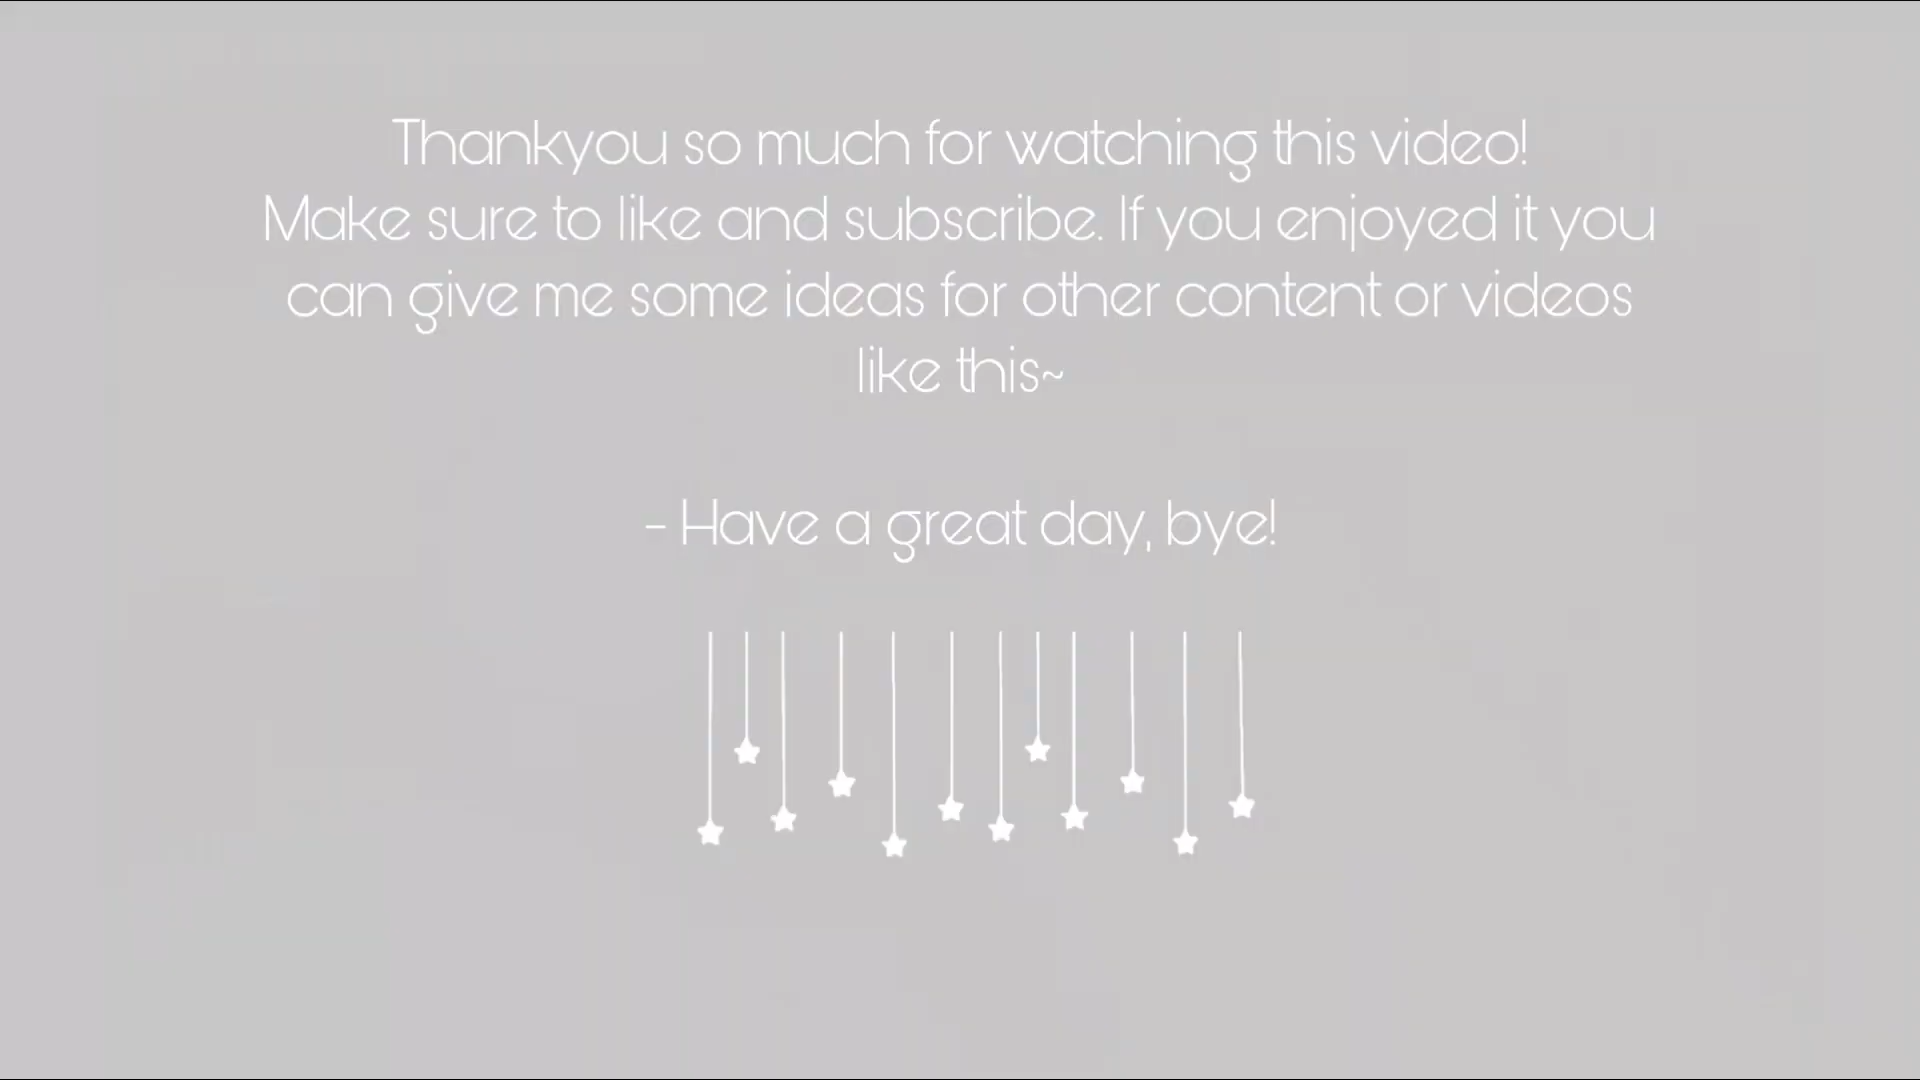 Thankyou so much for watching this video!
Make sure to like and subscribe. If you enjoyed it you
can give me some ideas for other content or videos
like this~
- Have a great day, bye!